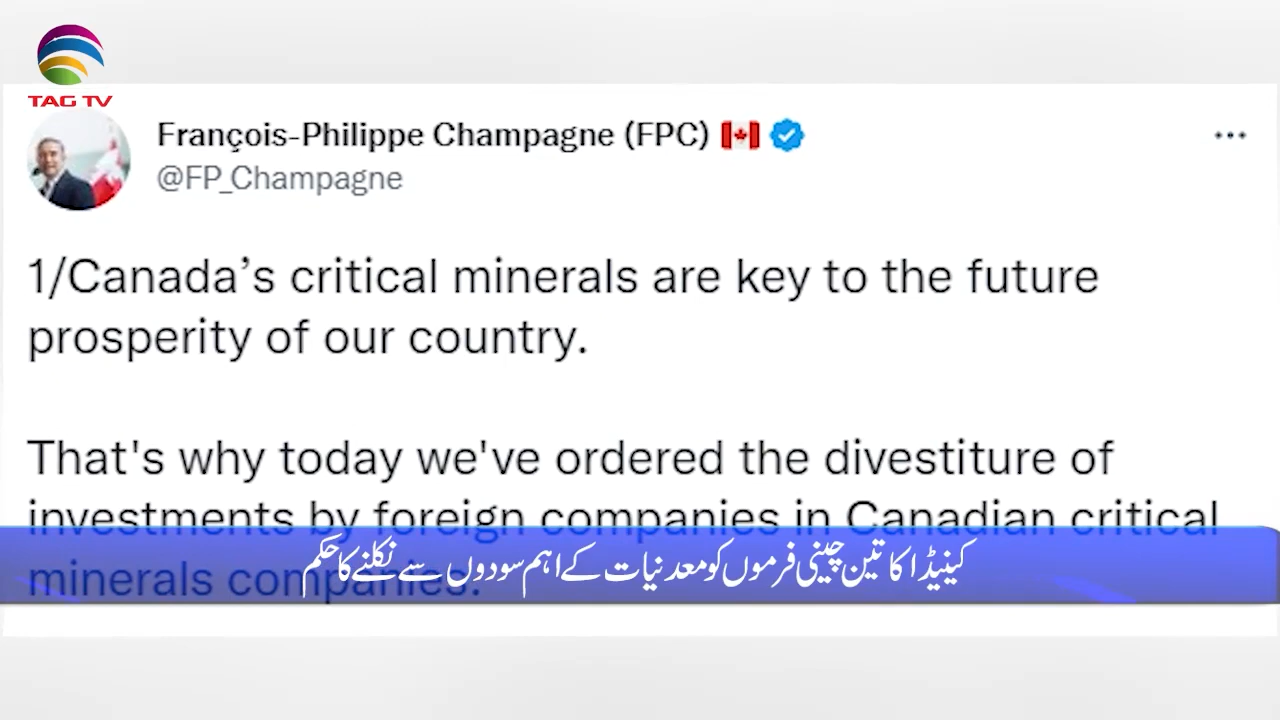 TAG TV
François-Philippe Champagne (FPC) 🇨🇦
@FP_Champagne
1/Canada’s critical minerals are key to the future
prosperity of our country.
That's why today we've ordered the divestiture of
investments by foreign companies in Canadian critical
minerals companies.
کینیڈا کا تین چینی فرموں کو معدنیات کے اہم سودوں سے نکلنے کا حکم